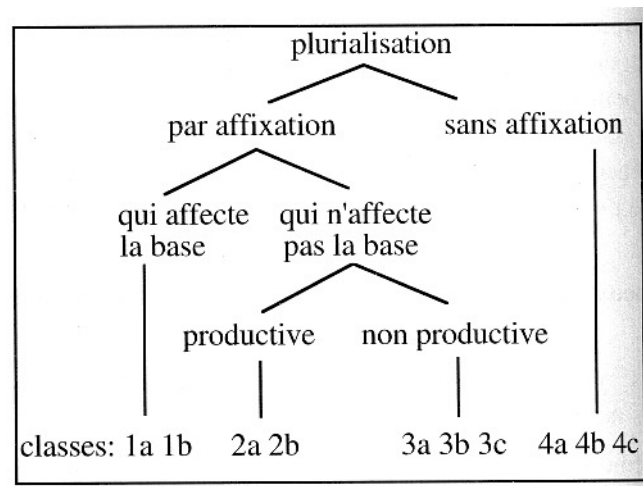 plurialisation
par affixation sans affixation
qui affecte qui n'affecte
la base pas la base
productive non productive
classes: 1a 1b 2a 2b 3a 3b 3c 4a 4b 4c